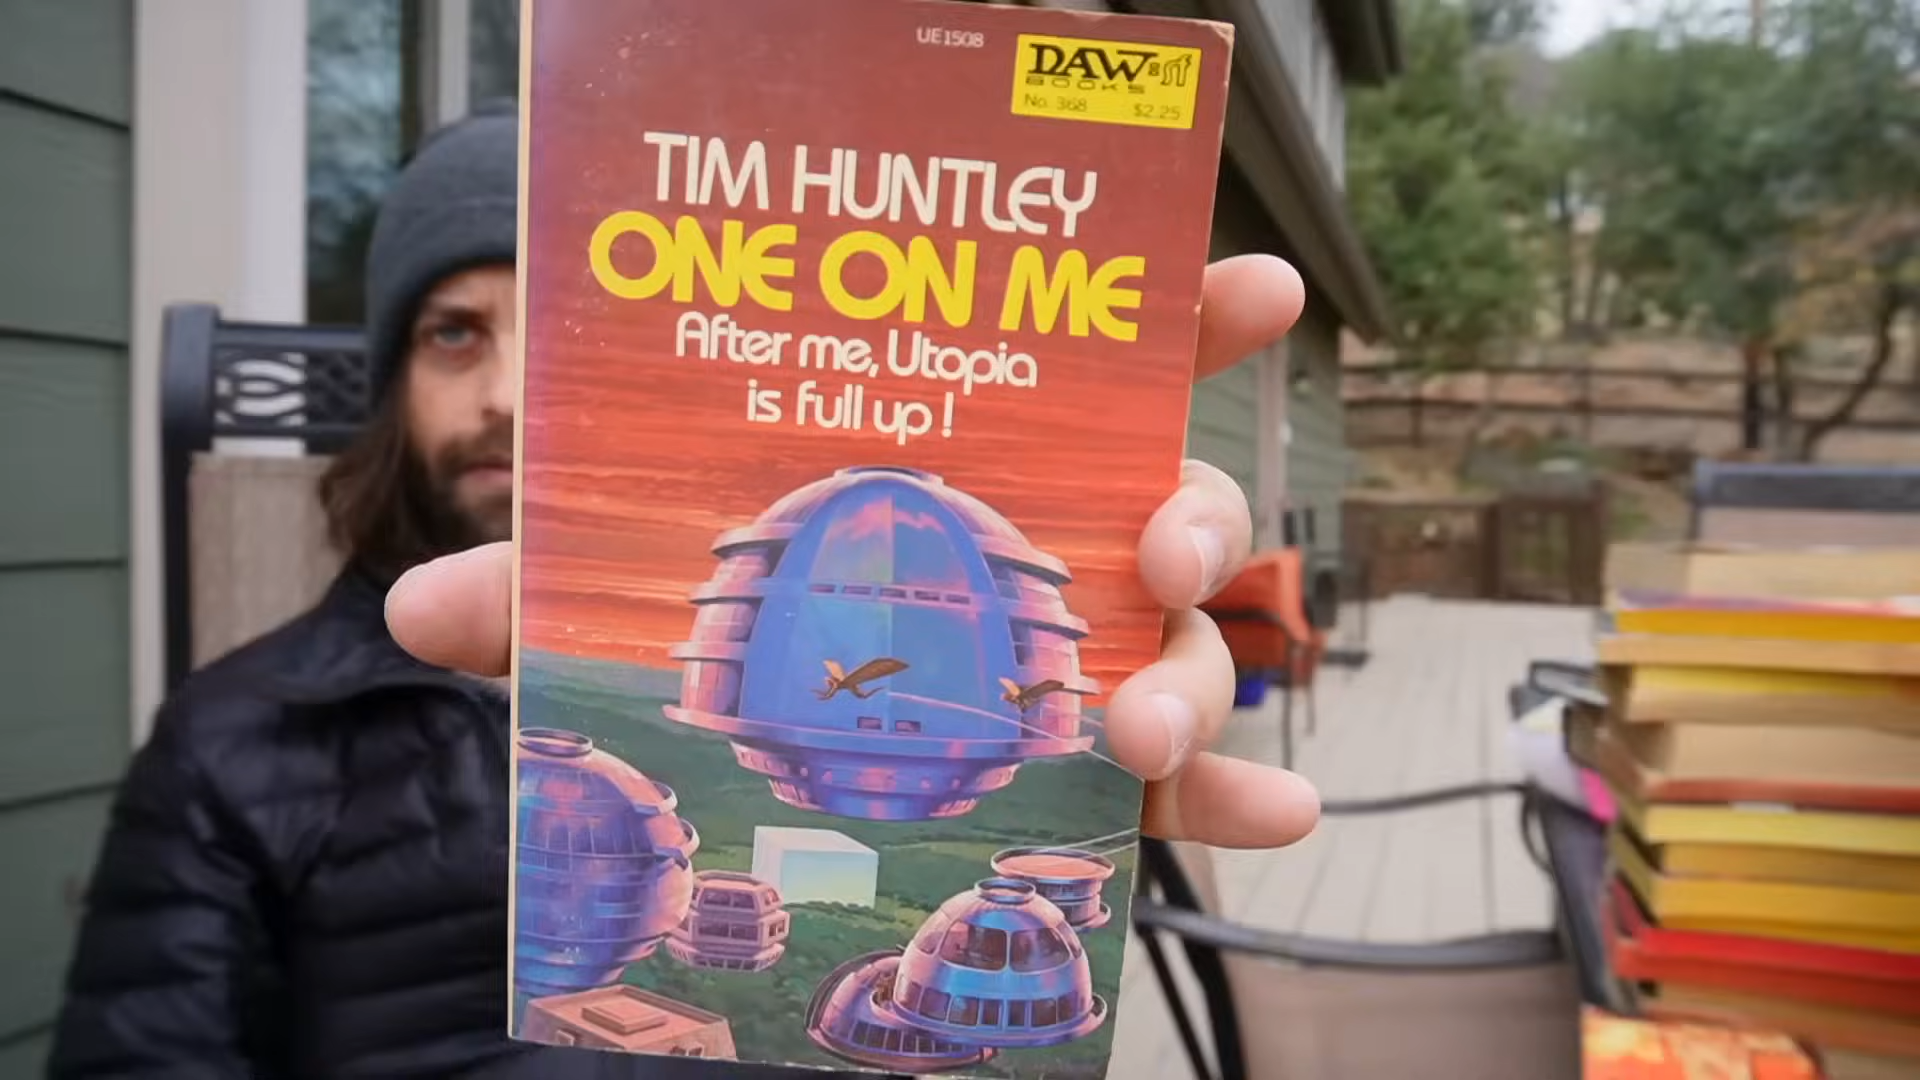 UE1508
DAW
BOOKS
No. 368 $2.25
TIM HUNTLEY
ONE ON ME
After me, Utopia
is full up!